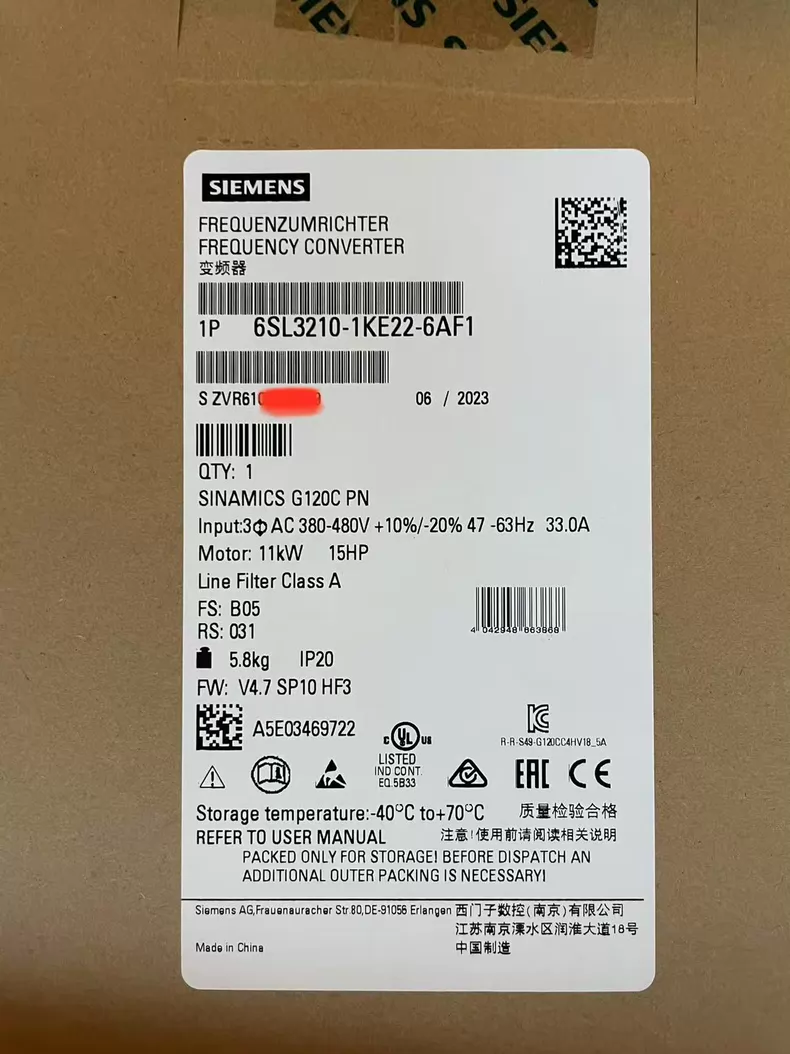 SIEMENS
SIEMENS
FREQUENZUMRICHTER
FREQUENCY CONVERTER
变频器
1P 6SL3210-1KE22-6AF1
S ZVR61
06 / 2023
QTY: 1
SINAMICS G120C PN
Input:3Φ AC 380-480V +10%/-20% 47 -63Hz 33.0A
Motor: 11kW 15HP
Line Filter Class A
FS: B05
RS: 031
4 042948 663868
5.8kg IP20
FW: V4.7 SP10 HF3
A5E03469722
C UL US
LISTED
IND CONT.
EQ.5B33
R-R-S49-G120CC4HV18_5A
EAC CE
Storage temperature:-40°C to+70°C 质量检验合格
REFER TO USER MANUAL 注意!使用前请阅读相关说明
PACKED ONLY FOR STORAGE! BEFORE DISPATCH AN
ADDITIONAL OUTER PACKING IS NECESSARY!
Siemens AG,Frauenauracher Str 80,DE-91056 Erlangen 西门子数控(南京)有限公司
江苏南京溧水区润淮大道18号
Made in China 中国制造